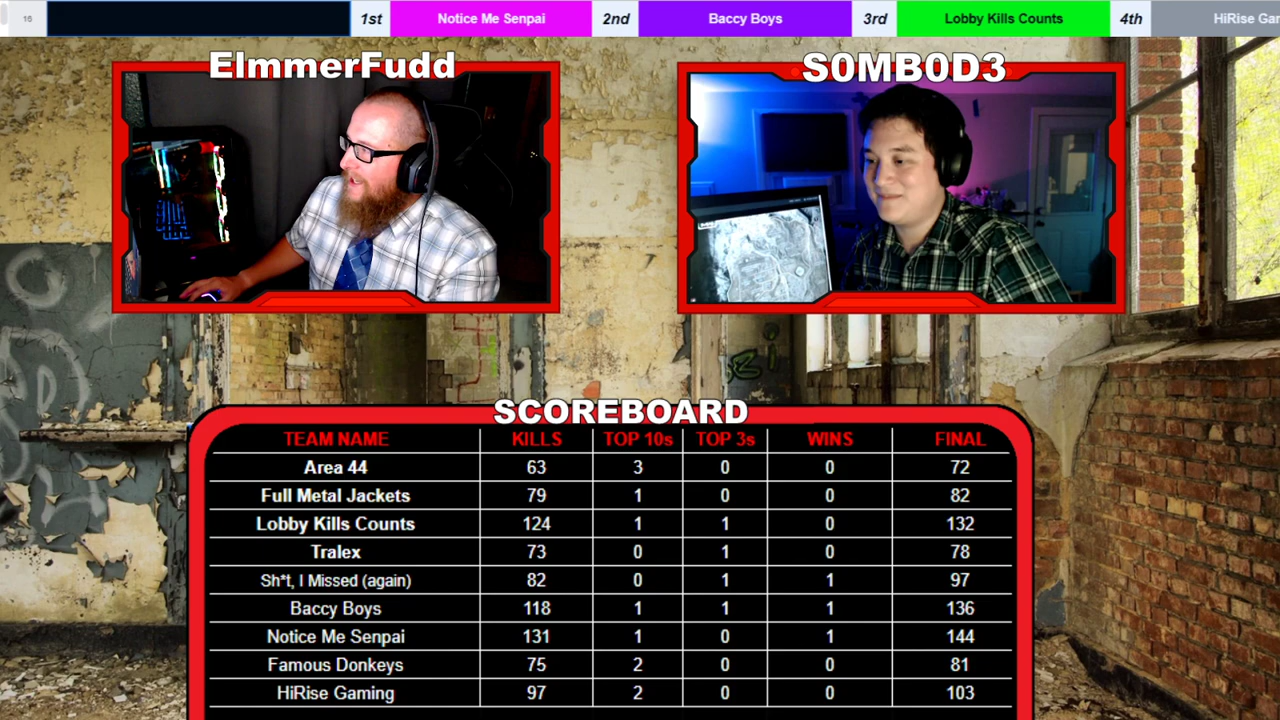 16 1st Notice Me Senpai 2nd Baccy Boys 3rd Lobby Kills Counts 4th HiRise Gar
ElmmerFudd S0MB0D3
SCOREBOARD
TEAM NAME KILLS TOP 10s TOP 3s WINS FINAL
Area 44 63 3 0 0 72
Full Metal Jackets 79 1 0 0 82
Lobby Kills Counts 124 1 1 0 132
Tralex 73 0 1 0 78
Sh*t, I Missed (again) 82 0 1 1 97
Baccy Boys 118 1 1 1 136
Notice Me Senpai 131 1 0 1 144
Famous Donkeys 75 2 0 0 81
HiRise Gaming 97 2 0 0 103